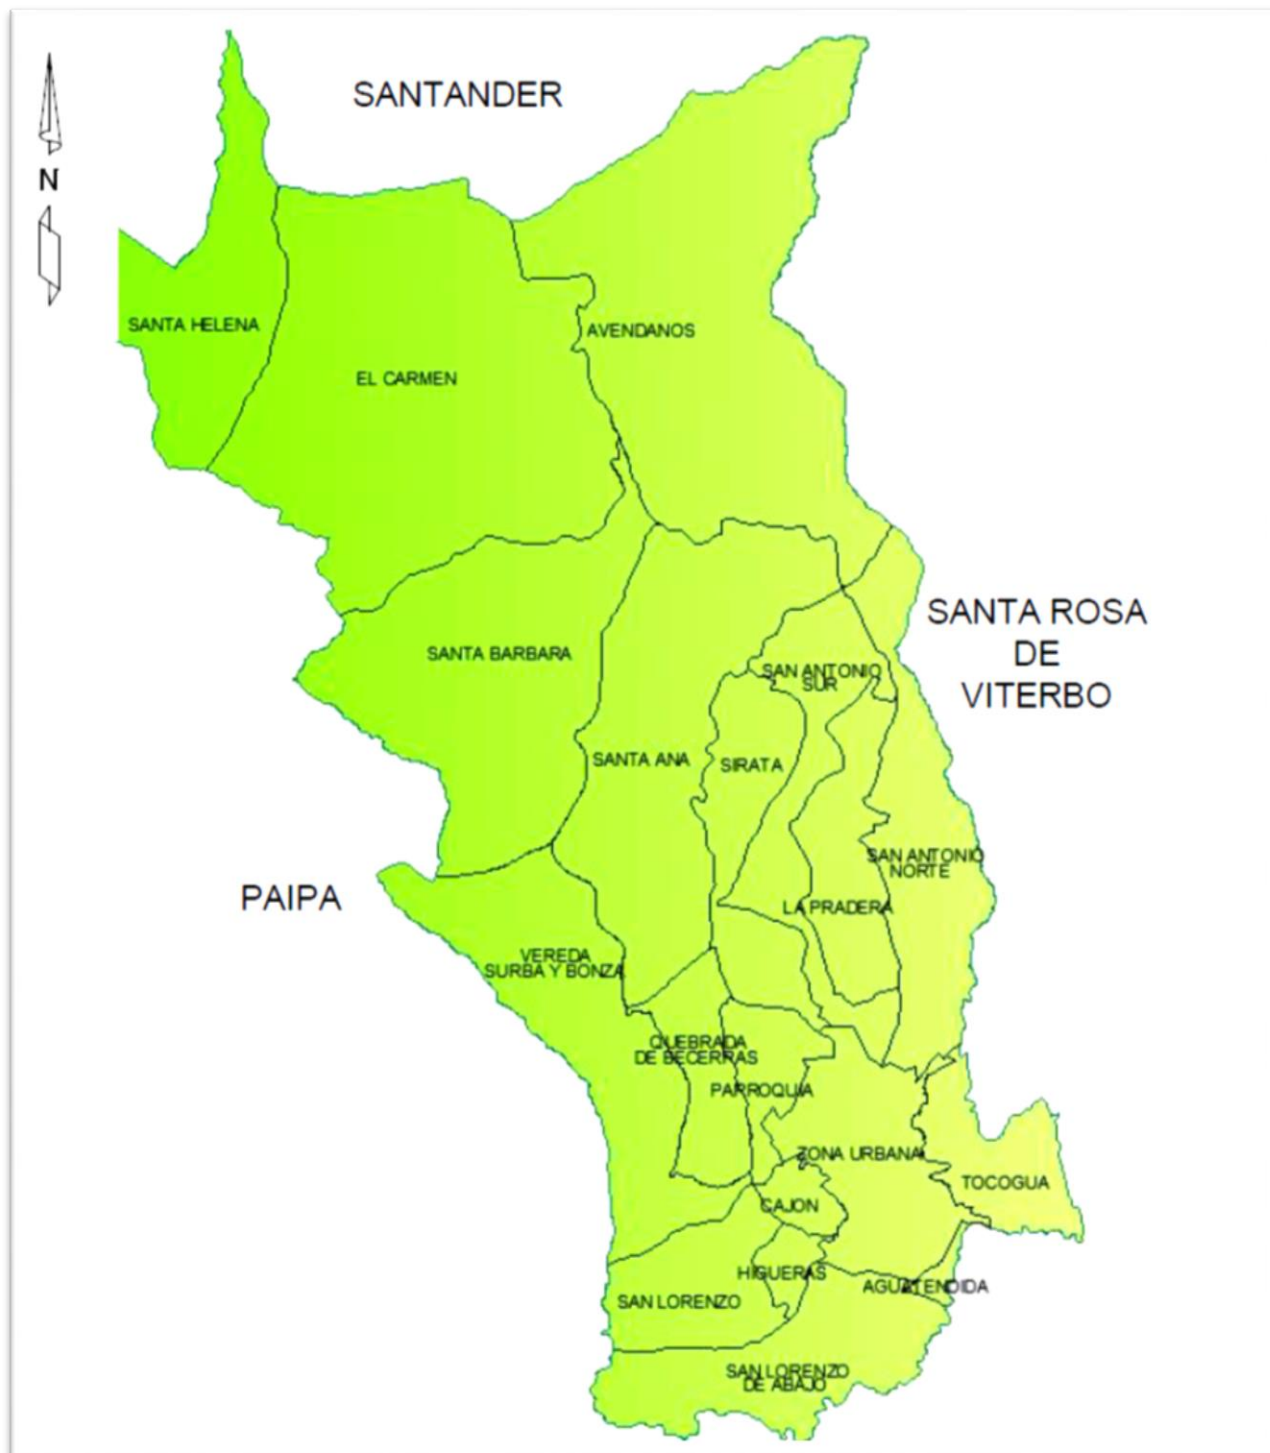 SANTANDER
N
SANTA HELENA
AVENDANOS
EL CARMEN
SANTA ROSA
DE
VITERBO
SANTA BARBARA
SAN ANTONIO
SUR
SANTA ANA
SIRATA
SAN ANTONIO
NORTE
PAIPA
LA PRADERA
VEREDA
SURBA Y BONZA
QUEBRADA
DE BECERRAS
PARROQUIA
ZONA URBANA
TOCOGUA
CAJON
HIGUERAS
AGUATENDIDA
SAN LORENZO
SAN LORENZO
DE ABAJO